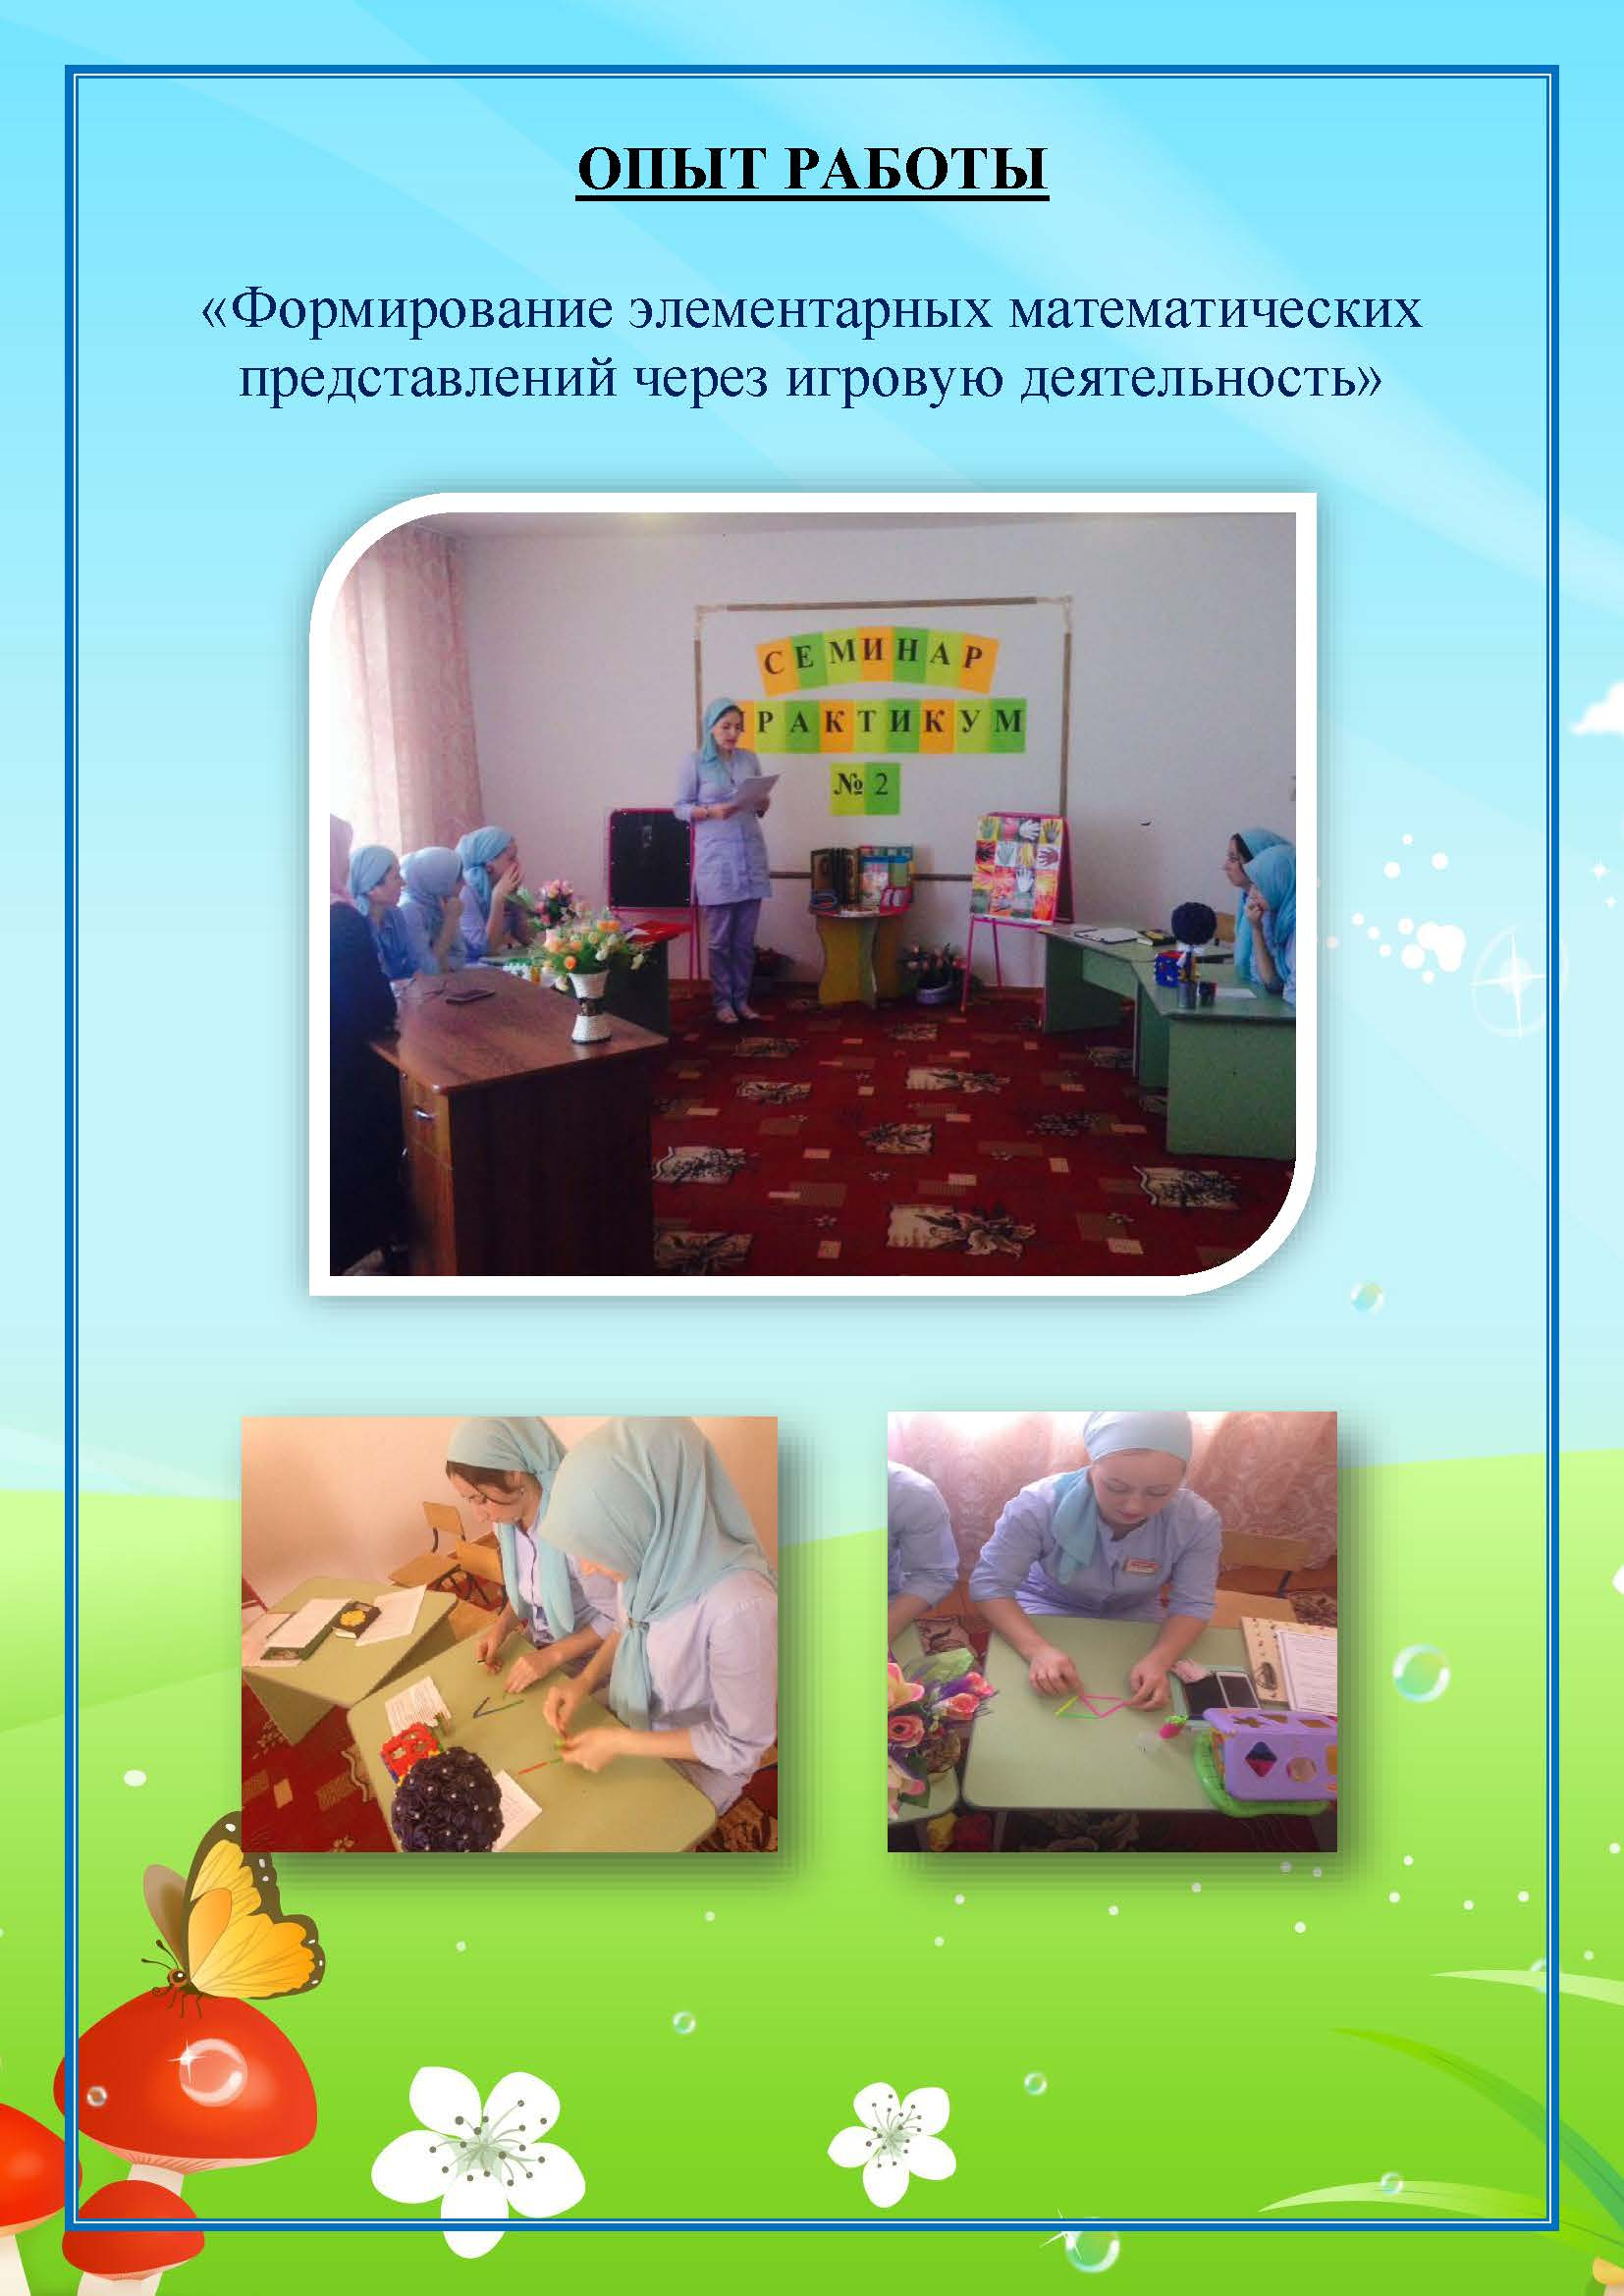 ОПЫТ РАБОТЫ
«Формирование элементарных математических
представлений через игровую деятельность»
СЕМИНАР
РАКТИКУМ
№ 2